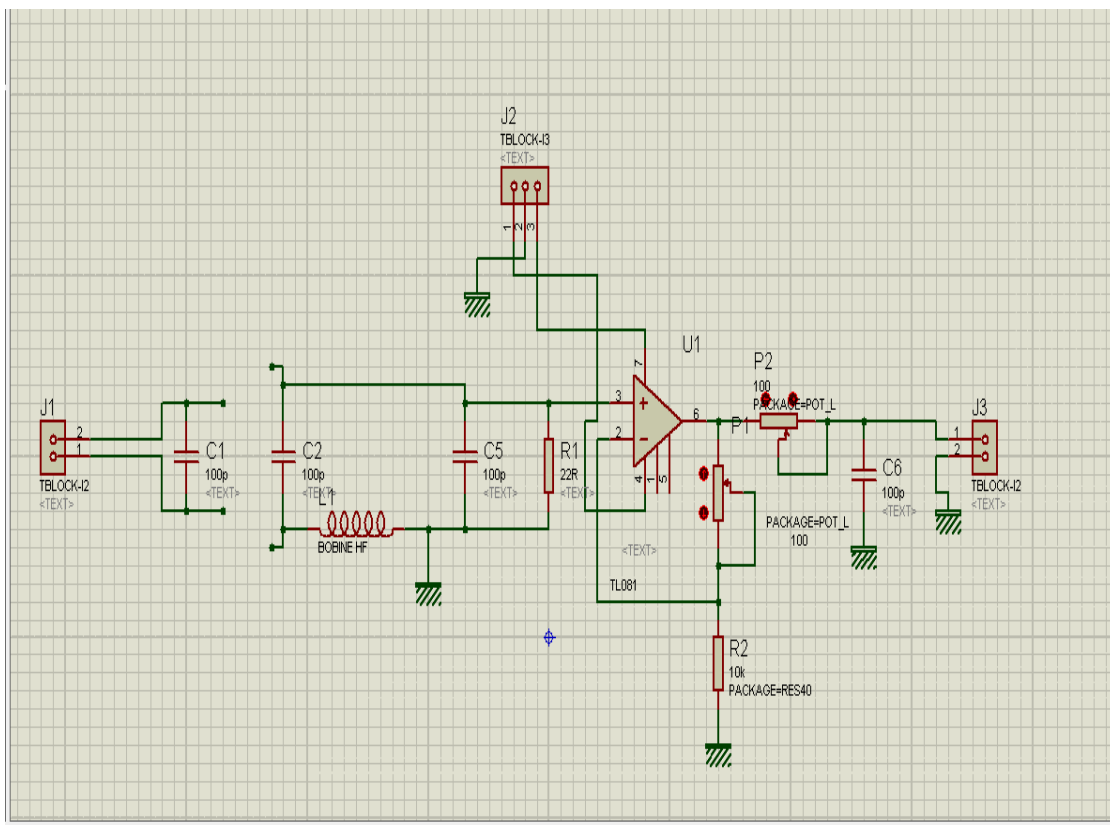 J2
TBLOCK-I3
<TEXT>
1
2
3
U1
7
3
+
6
2
−
4
1
5
TL081
<TEXT>
P2
100
PACKAGE=POT_L
P1
PACKAGE=POT_L
100
J1
2
1
TBLOCK-I2
<TEXT>
C1
100p
<TEXT>
C2
100p
<TEXT>
L1
BOBINE HF
C5
100p
<TEXT>
R1
22R
<TEXT>
C6
100p
<TEXT>
J3
1
2
TBLOCK-I2
<TEXT>
R2
10k
PACKAGE=RES40